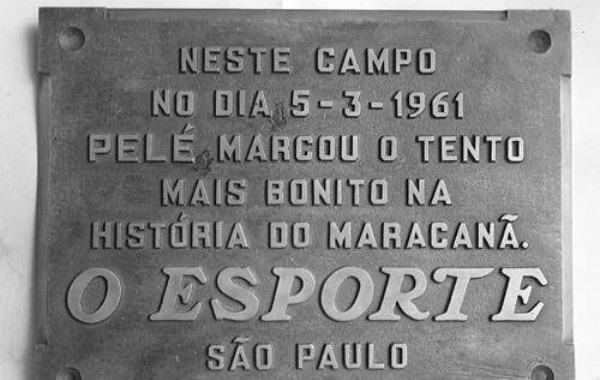 NESTE CAMPO
NO DIA 5-3-1961
PELÉ MARCOU O TENTO
MAIS BONITO NA
HISTÓRIA DO MARACANÃ.
O ESPORTE
SÃO PAULO